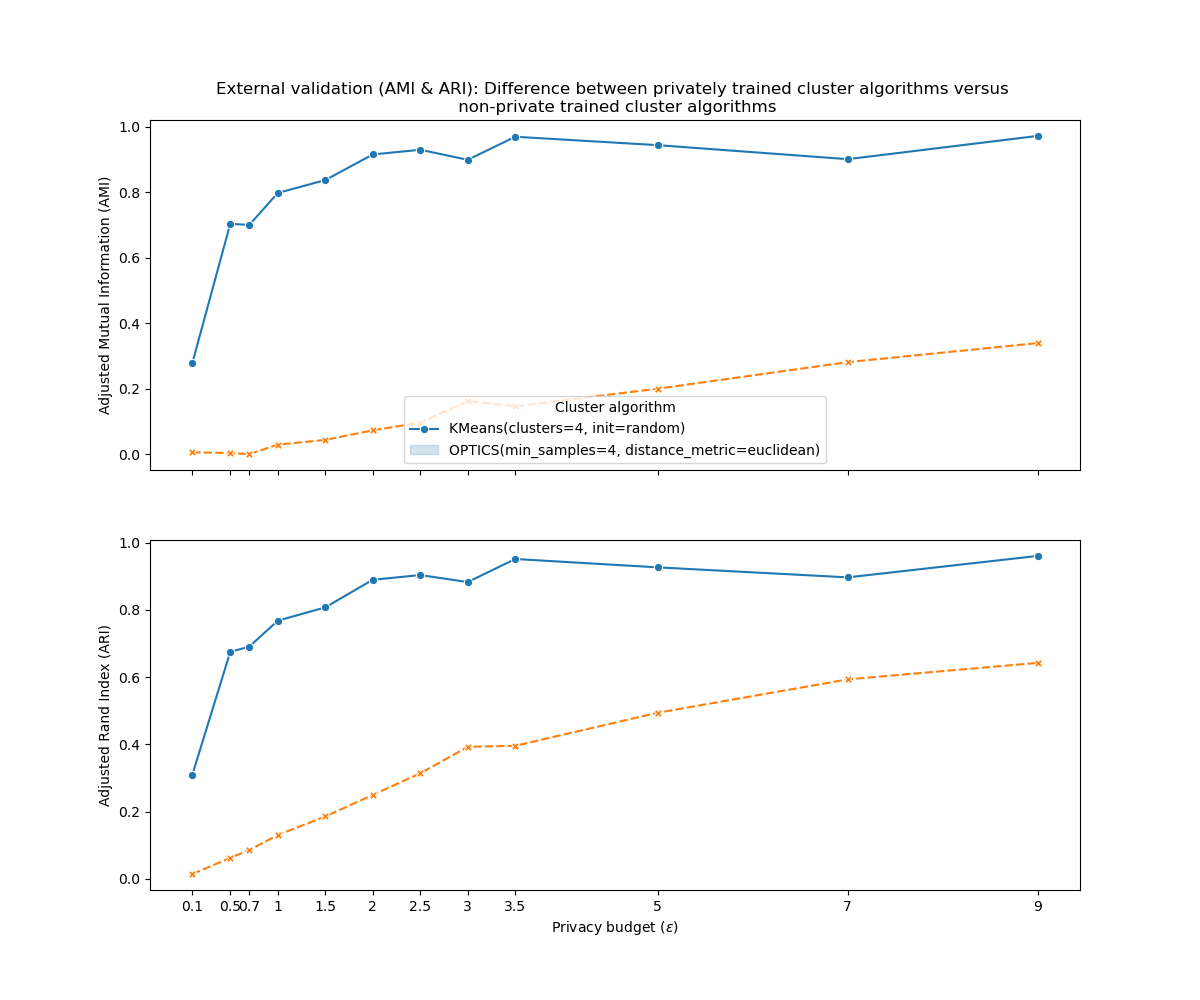 External validation (AMI & ARI): Difference between privately trained cluster algorithms versus
non-private trained cluster algorithms
1.0
0.8
0.6
0.4
0.2
0.0
Adjusted Mutual Information (AMI)
Cluster algorithm
KMeans(clusters=4, init=random)
OPTICS(min_samples=4, distance_metric=euclidean)
1.0
0.8
0.6
0.4
0.2
0.0
Adjusted Rand Index (ARI)
0.1 0.5 0.7 1 1.5 2 2.5 3 3.5 5 7 9
Privacy budget (ε)